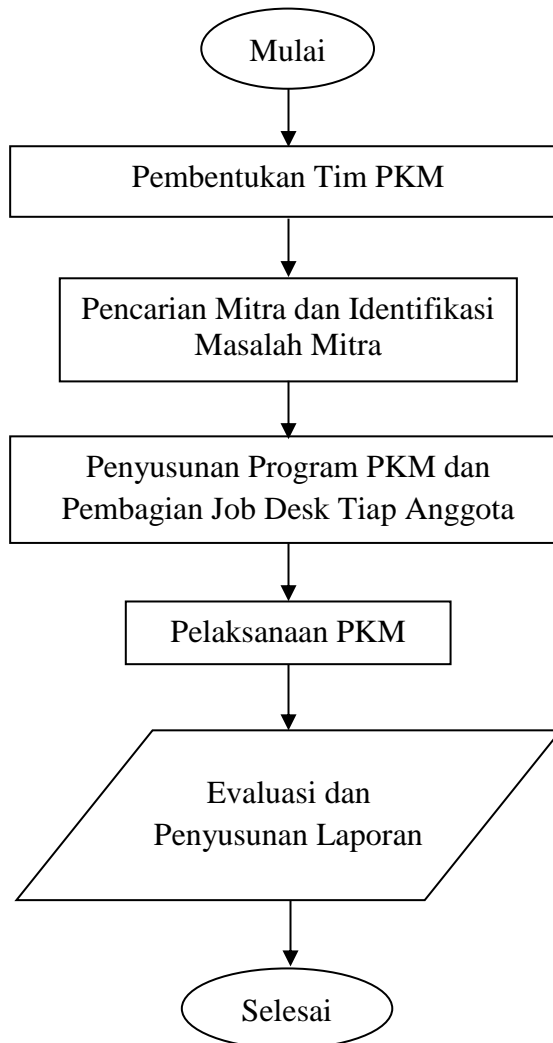 Mulai
Pembentukan Tim PKM
Pencarian Mitra dan Identifikasi
Masalah Mitra
Penyusunan Program PKM dan
Pembagian Job Desk Tiap Anggota
Pelaksanaan PKM
Evaluasi dan
Penyusunan Laporan
Selesai